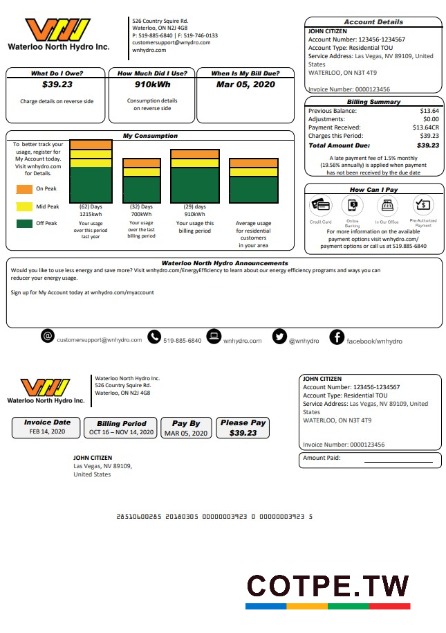 WH
Waterloo North Hydro Inc.
526 Country Squire Rd.
Waterloo, ON N2J 4G8
P: 519-885-6840 | F: 519-746-0133
customersupport@wnhydro.com
wnhydro.com
Account Details
JOHN CITIZEN
Account Number: 123456-1234567
Account Type: Residential TOU
Service Address: Las Vegas, NV 89109, United
States
WATERLOO, ON N3T 4T9
Invoice Number: 0000123456
What Do I Owe?
$39.23
Charge details on reverse side
How Much Did I Use?
910kWh
Consumption details
on reverse side
When Is My Bill Due?
Mar 05, 2020
Billing Summary
Previous Balance: $13.64
Adjustments: $0.00
Payment Received: $13.64CR
Charges this Period: $39.23
Total Amount Due: $39.23
A late payment fee of 1.5% monthly
(19.56% annually) is applied when payment
has not been received by the due date
My Consumption
To better track your
usage, register for
My Account today.
Visit wnhydro.com
for Details.
On Peak
Mid Peak
Off Peak
(62) Days
1235kwh
Your usage
over this period
last year
(32) Days
700kWh
Your usage
over the last
billing period
(29) days
910kWh
Your usage this
billing period
Average usage
for residential
customers
in your area
How Can I Pay
Credit Card
Online
Banking
In Our Office
Pre-Authorized
Payment
For more information on the available
payment options visit wnhydro.com/
payment options or call us at 519.885-6840
Waterloo North Hydro Announcements
Would you like to use less energy and save more? Visit wnhydro.com/EnergyEfficiency to learn about our energy efficiency programs and ways you can
reducer your energy usage.
Sign up for My Account today at wnhydro.com/myaccount
customersupport@wnhydro.com
519-885-6840
wnhydro.com
@wnhydro
facebook/wnhydro
Waterloo North Hydro Inc.
Waterloo North Hydro Inc.
526 Country Squire Rd.
Waterloo, ON N2J 4G8
JOHN CITIZEN
Account Number: 123456-1234567
Account Type: Residential TOU
Service Address: Las Vegas, NV 89109, United
States
WATERLOO, ON N3T 4T9
Invoice Number: 0000123456
Invoice Date
FEB 14, 2020
Billing Period
OCT 16 – NOV 14, 2020
Pay By
MAR 05, 2020
Please Pay
$39.23
Amount Paid:
JOHN CITIZEN
Las Vegas, NV 89109,
United States
28510600285 20180305 00000003923 0 00000003923 5
COTPE.TW